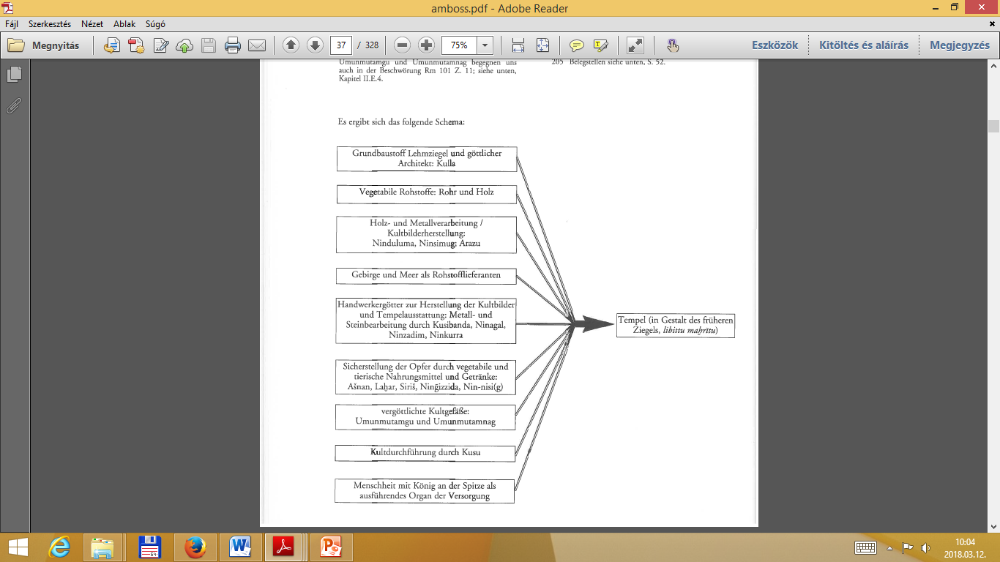 amboss.pdf - Adobe Reader
Fájl Szerkesztés Nézet Ablak Súgó
Megnyitás
37 / 328
75%
Eszközök
Kitöltés és aláírás
Megjegyzés
Umunmutamgu und Umunmutamnag begegnen uns
auch in der Beschwörung Rm 101 Z. 11; siehe unten,
Kapitel II.E.4.
205 Belegstellen siehe unten, S. 52.
Es ergibt sich das folgende Schema:
Grundbaustoff Lehmziegel und göttlicher
Architekt: Kulla
Vegetabile Rohstoffe: Rohr und Holz
Holz- und Metallverarbeitung /
Kultbilderherstellung:
Ninduluma, Ninsimug; Arazu
Gebirge und Meer als Rohstofflieferanten
Handwerkergötter zur Herstellung der Kultbilder
und Tempelausstattung: Metall- und
Steinbearbeitung durch Kusibanda, Ninagal,
Ninzadim, Ninkurra
Sicherstellung der Opfer durch vegetabile und
tierische Nahrungsmittel und Getränke:
Ašnan, Laḫar, Siriš, Ninĝizzida, Nin-nisi(g)
vergöttlichte Kultgefäße:
Umunmutamgu und Umunmutamnag
Kultdurchführung durch Kusu
Menschheit mit König an der Spitze als
ausführendes Organ der Versorgung
Tempel (in Gestalt des früheren
Ziegels, libittu maḫrītu)
64
10:04
2018.03.12.